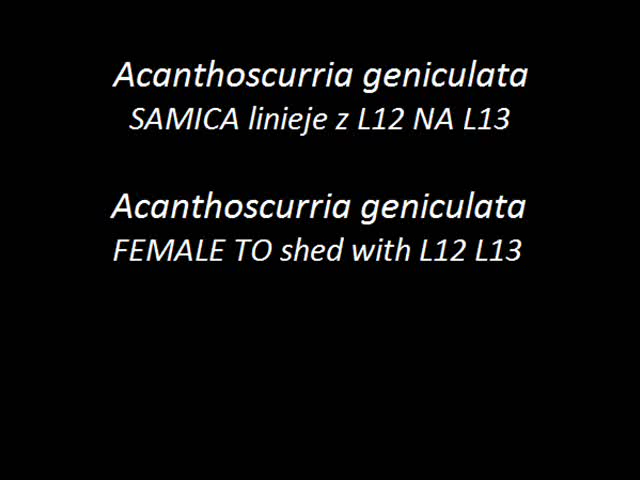 Acanthoscurria geniculata
SAMICA linieje z L12 NA L13
Acanthoscurria geniculata
FEMALE TO shed with L12 L13